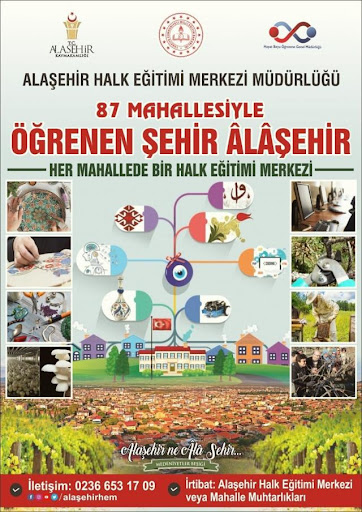 T.C.
ALAŞEHİR
KAYMAKAMLIĞI
Hayat Boyu Öğrenme Genel Müdürlüğü
ALAŞEHİR HALK EĞİTİMİ MERKEZİ MÜDÜRLÜĞÜ
87 MAHALLESİYLE
ÖĞRENEN ŞEHİR ÂLÂŞEHİR
HER MAHALLEDE BİR HALK EĞİTİMİ MERKEZİ
Alaşehir ne Alâ Şehir...
MEDENİYETLER BEŞİĞİ
İletişim: 0236 653 17 09
/alasehirhem
İrtibat: Alaşehir Halk Eğitimi Merkezi
veya Mahalle Muhtarlıkları